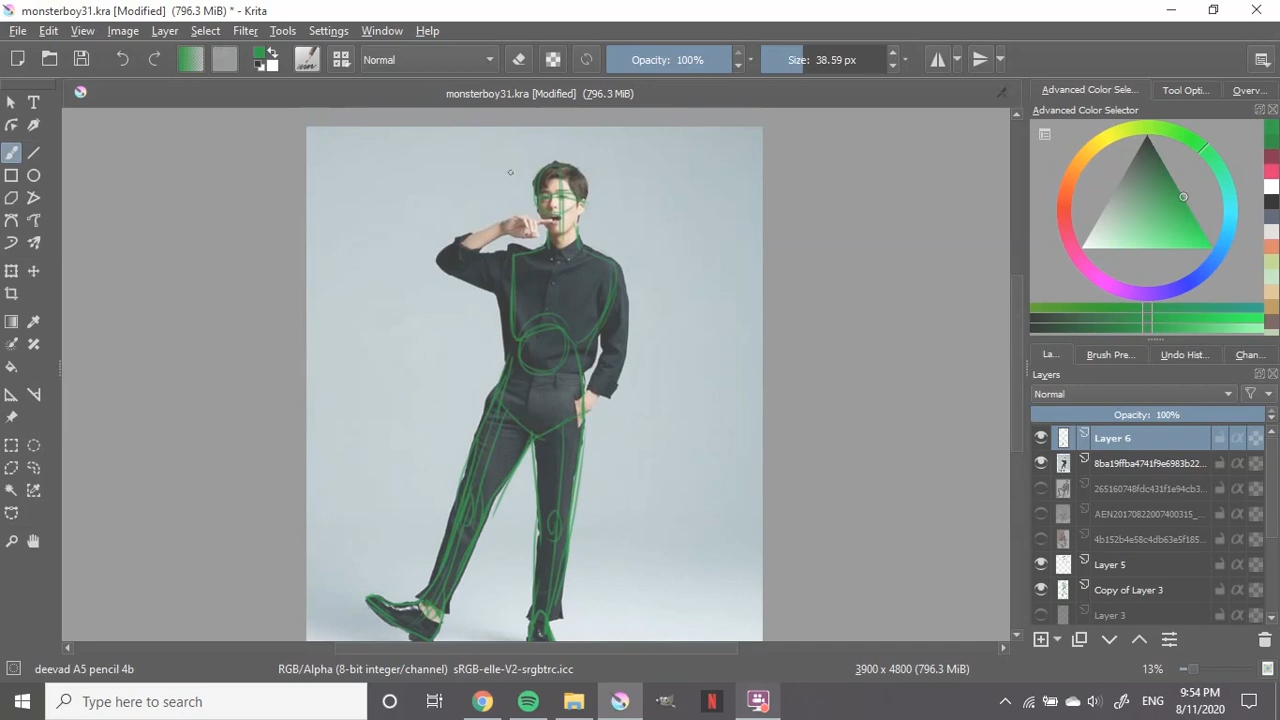 monsterboy31.kra [Modified] (796.3 MiB) * - Krita
File Edit View Image Layer Select Filter Tools Settings Window Help
Normal
Opacity: 100%
Size: 38.59 px
monsterboy31.kra [Modified] (796.3 MiB)
Advanced Color Sele...
Tool Opti...
Overv...
Advanced Color Selector
La...
Brush Pre...
Undo Hist...
Chan...
Layers
Normal
Opacity: 100%
Layer 6
8ba19ffba4741f9e6983b22...
265160748fdc431f1e94cb3...
AEN20170822007400315_...
4b152b4e58c4db63e5f185...
Layer 5
Copy of Layer 3
Layer 3
deevad A5 pencil 4b
RGB/Alpha (8-bit integer/channel) sRGB-elle-V2-srgbtrc.icc
3900 x 4800 (796.3 MiB)
13%
Type here to search
ENG
9:54 PM
8/11/2020